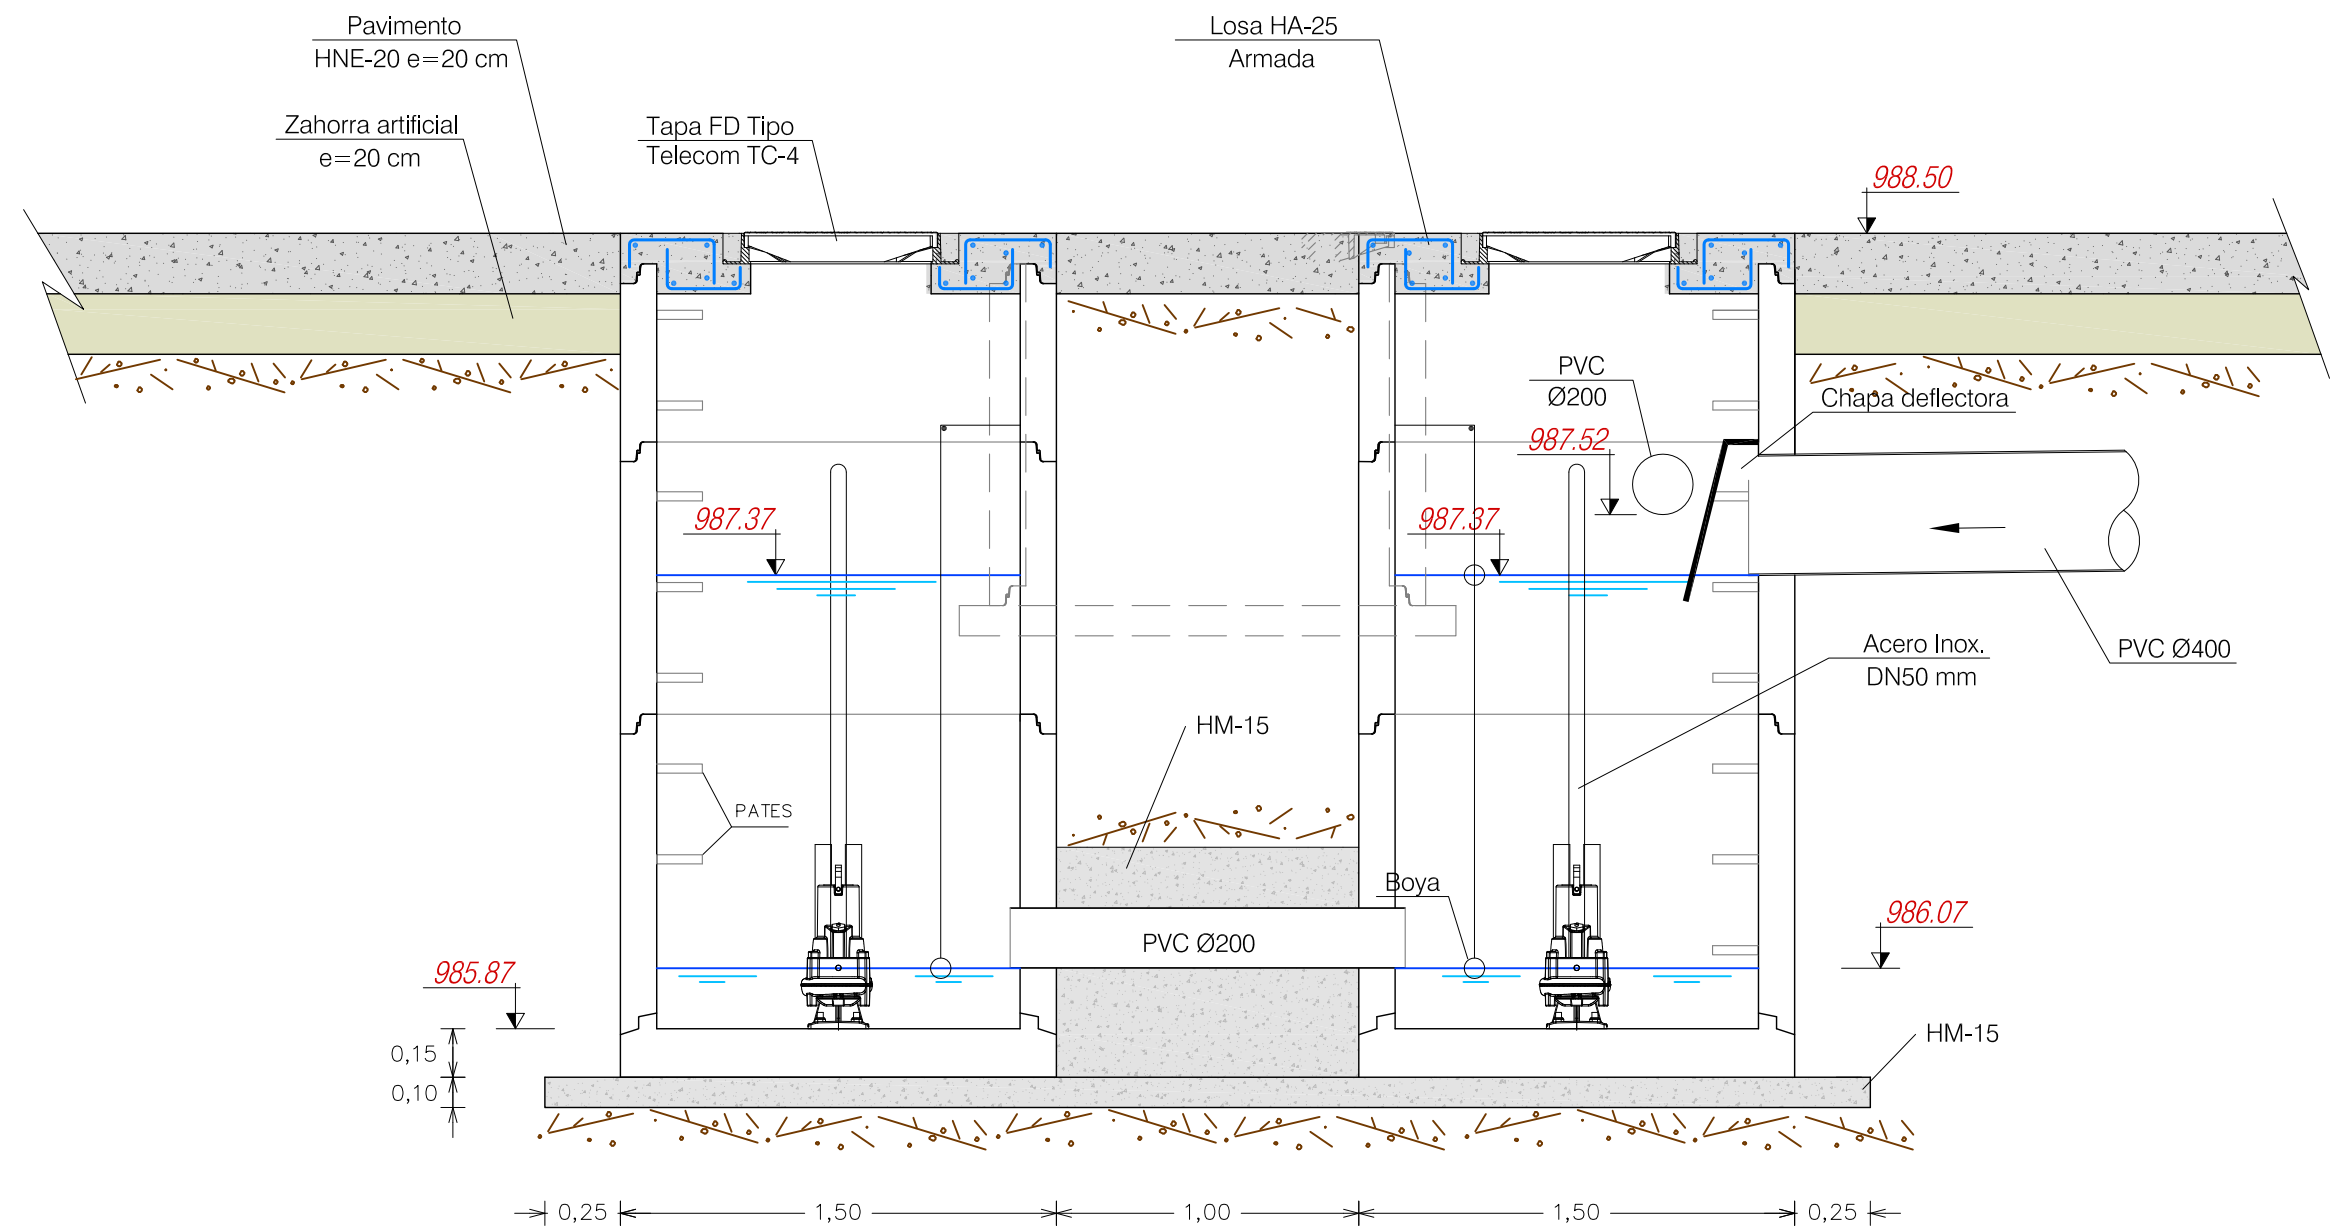 Pavimento
HNE-20 e=20 cm
Losa HA-25
Armada
Zahorra artificial
e=20 cm
Tapa FD Tipo
Telecom TC-4
988.50
PVC
Ø200
Chapa deflectora
987.52
987.37
987.37
Acero Inox.
DN50 mm
PVC Ø400
HM-15
PATES
Boya
986.07
PVC Ø200
985.87
HM-15
0,15
0,10
0,25
1,50
1,00
1,50
0,25